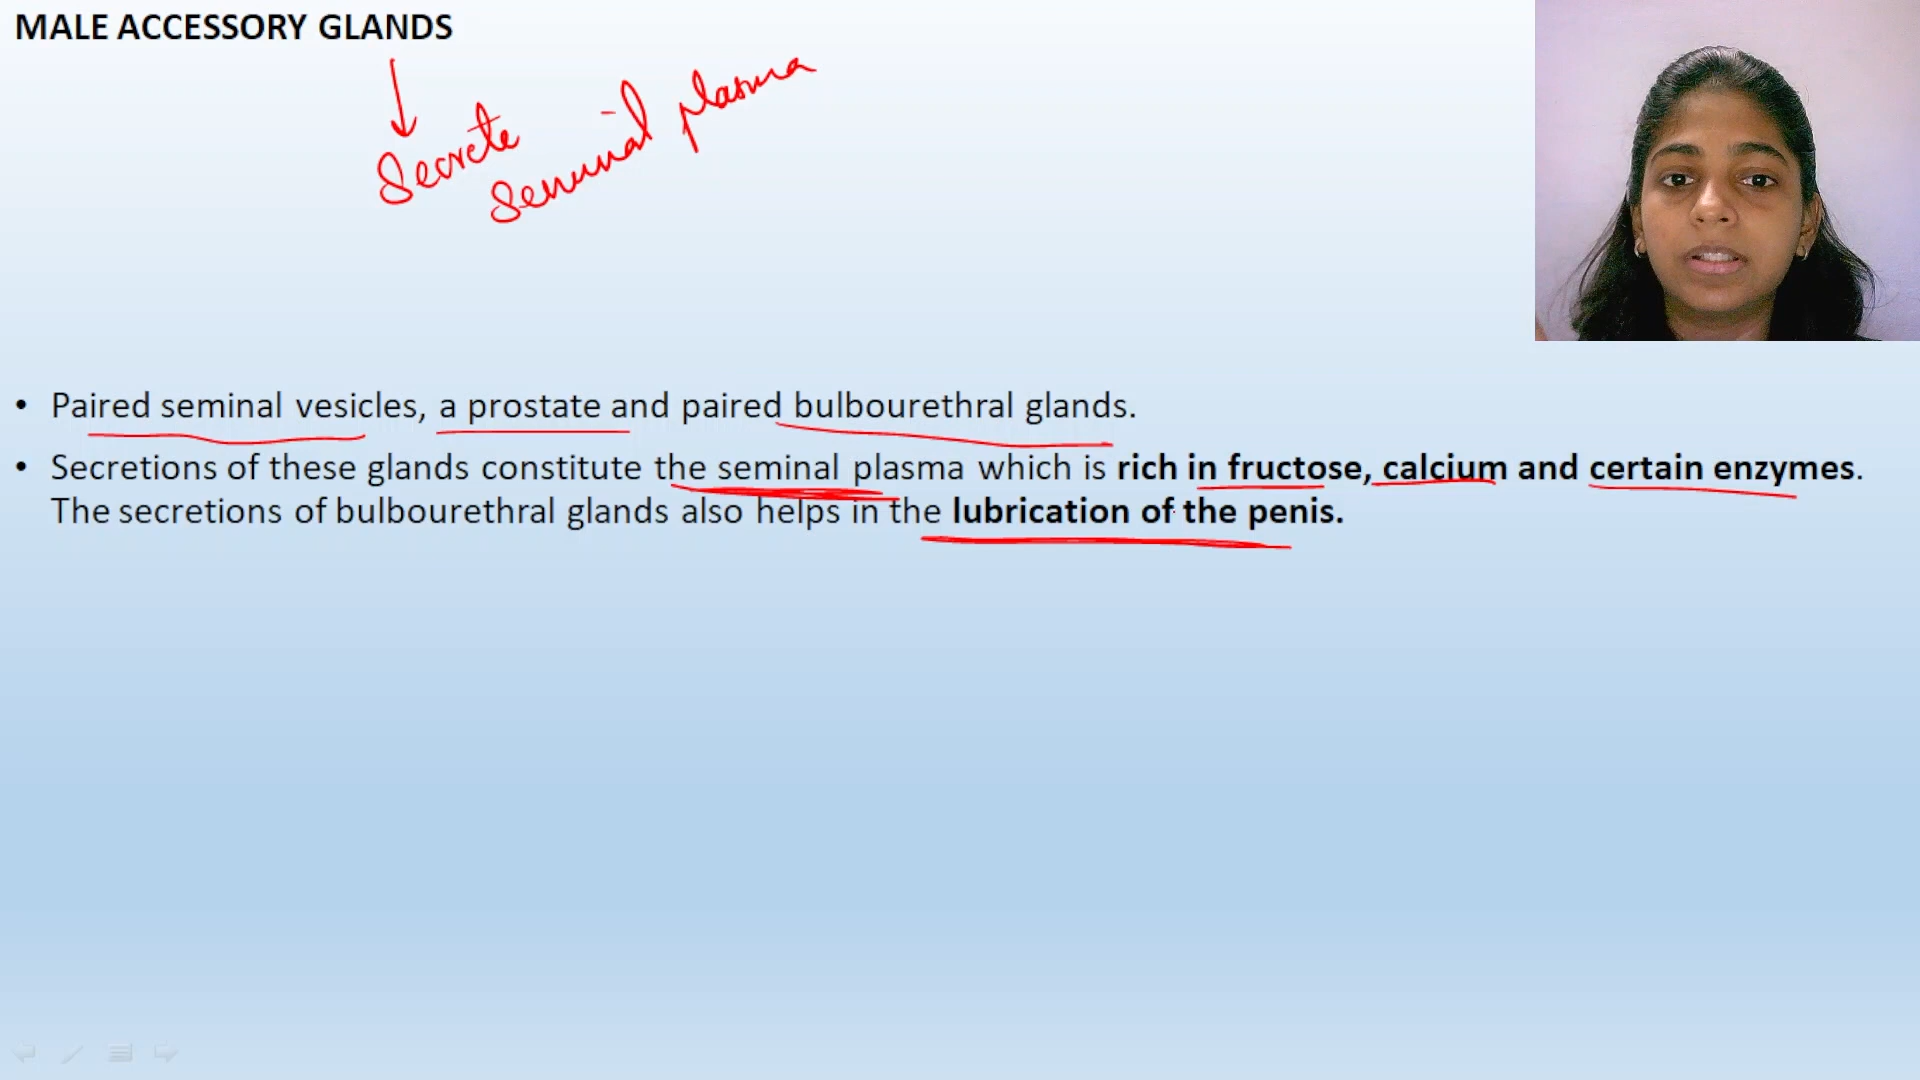 MALE ACCESSORY GLANDS
Secrete
Seminal plasma
• Paired seminal vesicles, a prostate and paired bulbourethral glands.
• Secretions of these glands constitute the seminal plasma which is rich in fructose, calcium and certain enzymes.
The secretions of bulbourethral glands also helps in the lubrication of the penis.